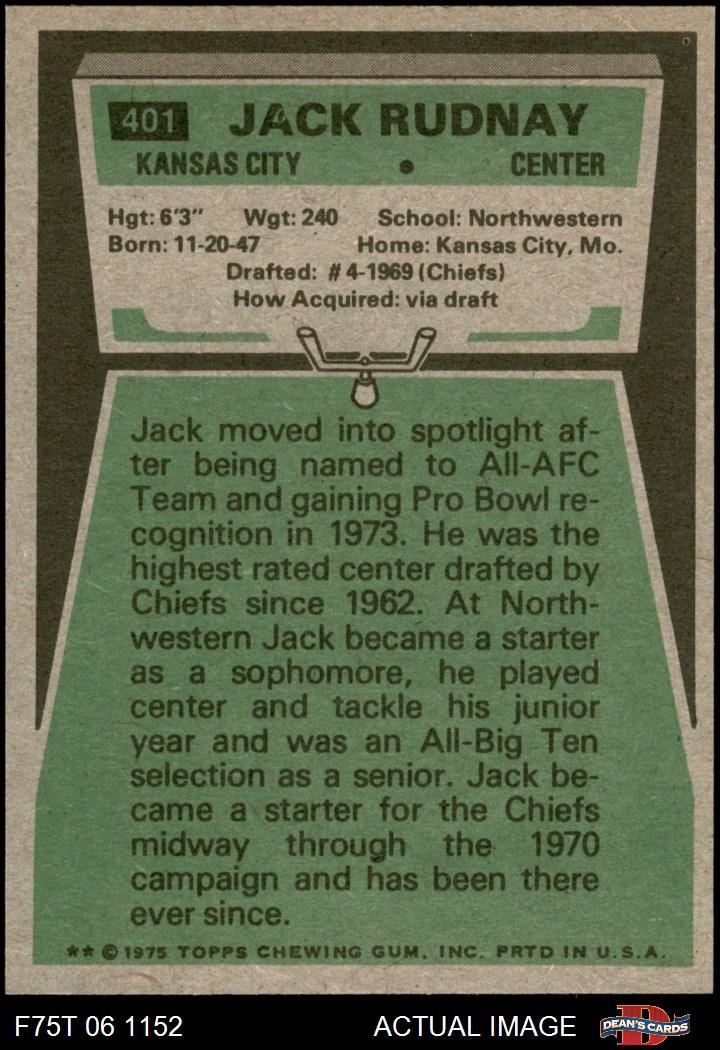 401 JACK RUDNAY
KANSAS CITY • CENTER
Hgt: 6'3" Wgt: 240 School: Northwestern
Born: 11-20-47 Home: Kansas City, Mo.
Drafted: #4-1969 (Chiefs)
How Acquired: via draft
Jack moved into spotlight af-
ter being named to All-AFC
Team and gaining Pro Bowl re-
cognition in 1973. He was the
highest rated center drafted by
Chiefs since 1962. At North-
western Jack became a starter
as a sophomore, he played
center and tackle his junior
year and was an All-Big Ten
selection as a senior. Jack be-
came a starter for the Chiefs
midway through the 1970
campaign and has been there
ever since.
** © 1975 TOPPS CHEWING GUM, INC. PRTD IN U.S.A.
F75T 06 1152 ACTUAL IMAGE D DEAN'S CARDS